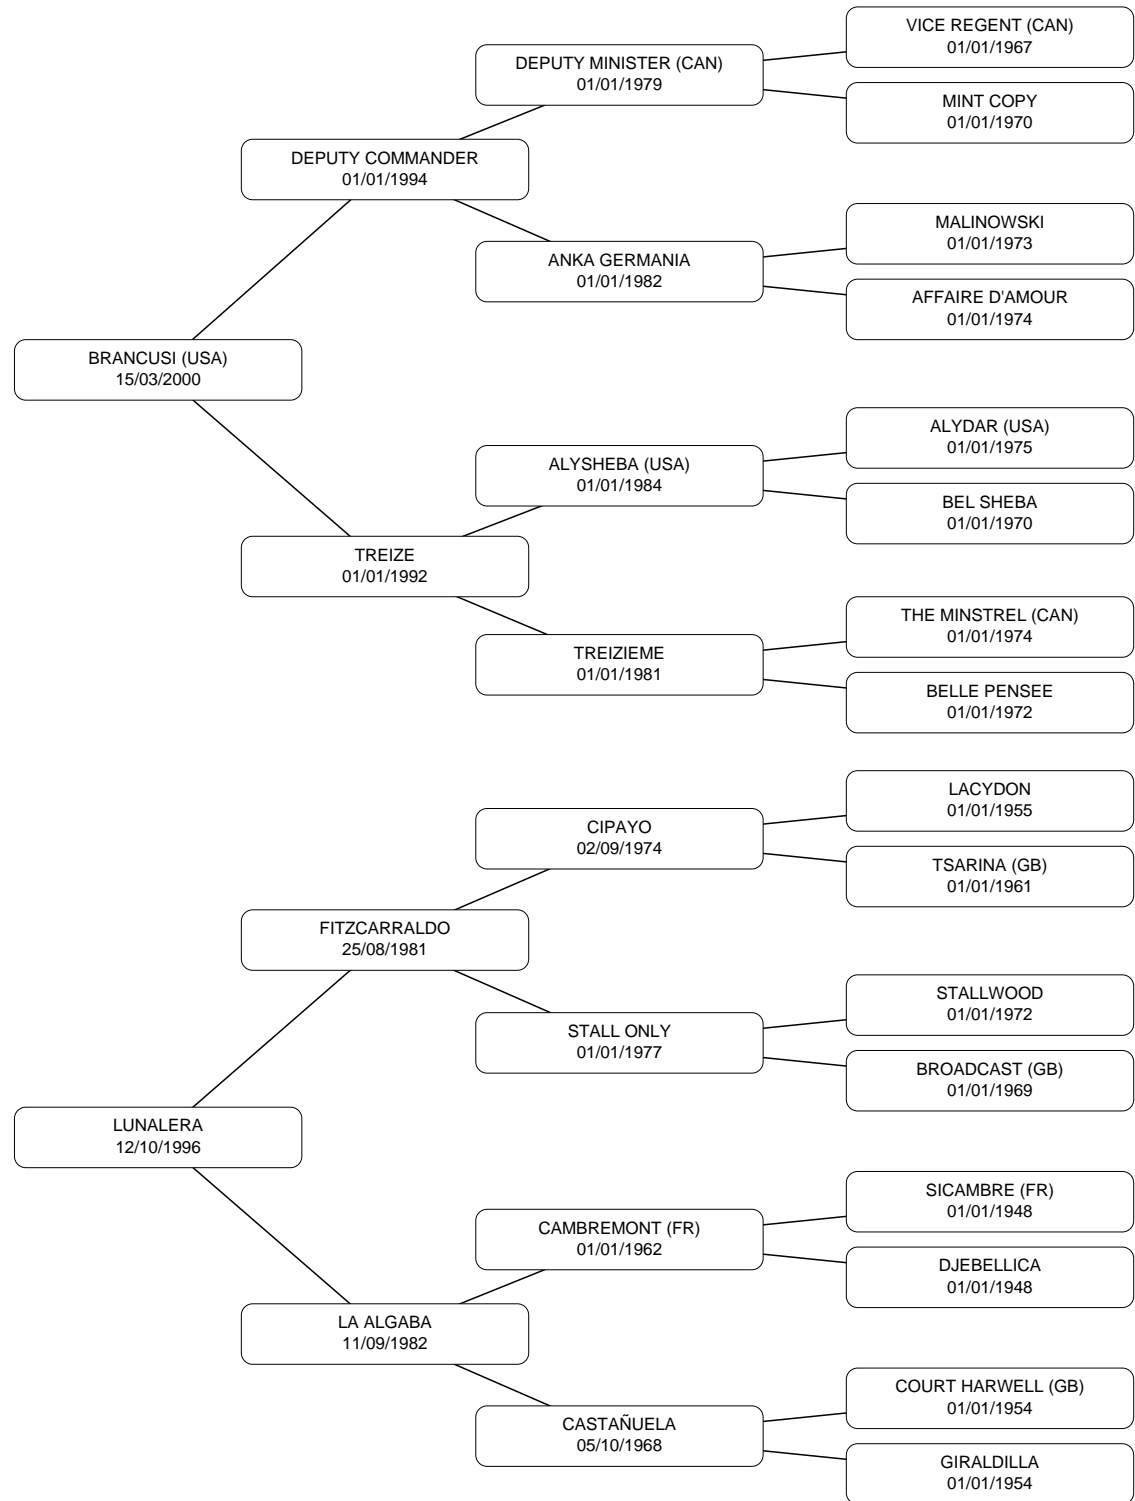 VICE REGENT (CAN)
01/01/1967
DEPUTY MINISTER (CAN)
01/01/1979
MINT COPY
01/01/1970
DEPUTY COMMANDER
01/01/1994
MALINOWSKI
01/01/1973
ANKA GERMANIA
01/01/1982
AFFAIRE D'AMOUR
01/01/1974
BRANCUSI (USA)
15/03/2000
ALYDAR (USA)
01/01/1975
ALYSHEBA (USA)
01/01/1984
BEL SHEBA
01/01/1970
TREIZE
01/01/1992
THE MINSTREL (CAN)
01/01/1974
TREIZIEME
01/01/1981
BELLE PENSEE
01/01/1972
LACYDON
01/01/1955
CIPAYO
02/09/1974
TSARINA (GB)
01/01/1961
FITZCARRALDO
25/08/1981
STALLWOOD
01/01/1972
STALL ONLY
01/01/1977
BROADCAST (GB)
01/01/1969
LUNALERA
12/10/1996
SICAMBRE (FR)
01/01/1948
CAMBREMONT (FR)
01/01/1962
DJEBELLICA
01/01/1948
LA ALGABA
11/09/1982
COURT HARWELL (GB)
01/01/1954
CASTAÑUELA
05/10/1968
GIRALDILLA
01/01/1954